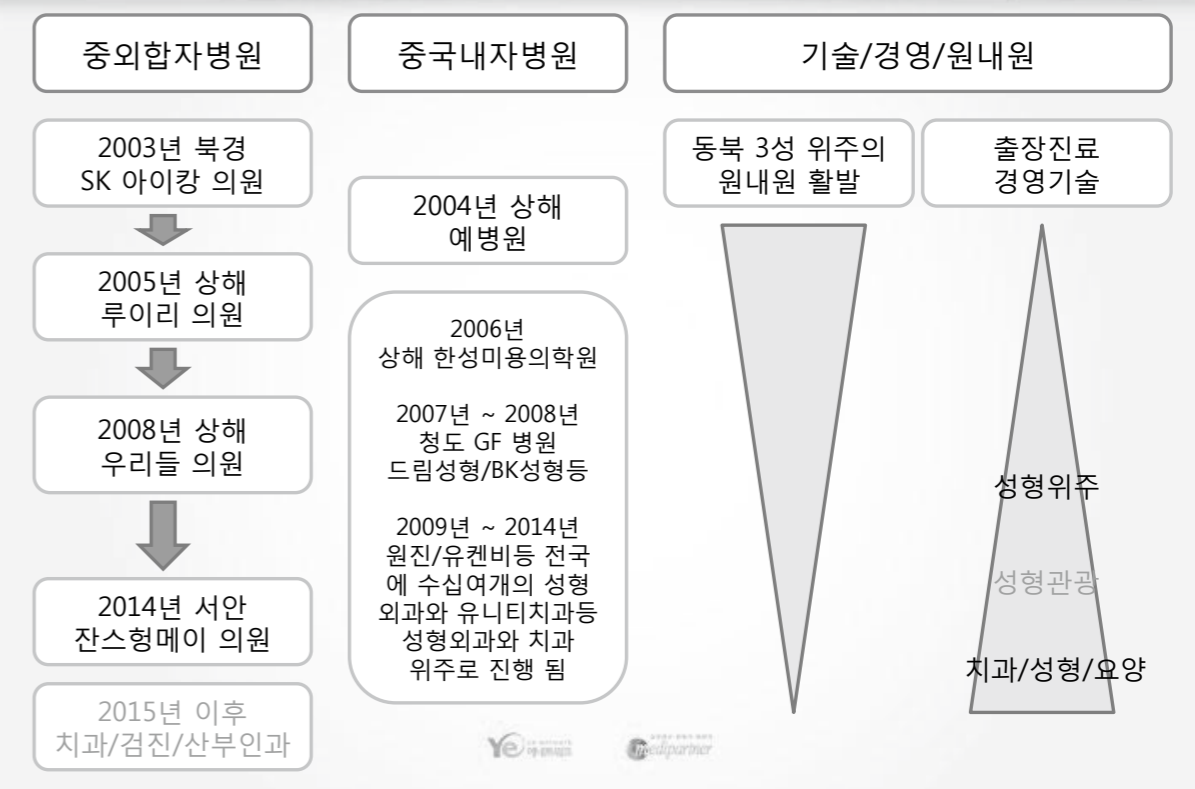 중외합자병원
중국내자병원
기술/경영/원내원
2003년 북경
SK 아이캉 의원
2005년 상해
루이리 의원
2008년 상해
우리들 의원
2014년 서안
잔스헝메이 의원
2015년 이후
치과/검진/산부인과
2004년 상해
예병원
2006년
상해 한성미용의학원
2007년 ~ 2008년
청도 GF 병원
드림성형/BK성형등
2009년 ~ 2014년
원진/유켄비등 전국
에 수십여개의 성형
외과와 유니티치과등
성형외과와 치과
위주로 진행 됨
동북 3성 위주의
원내원 활발
출장진료
경영기술
성형위주
성형관광
치과/성형/요양
Ye
medipartner